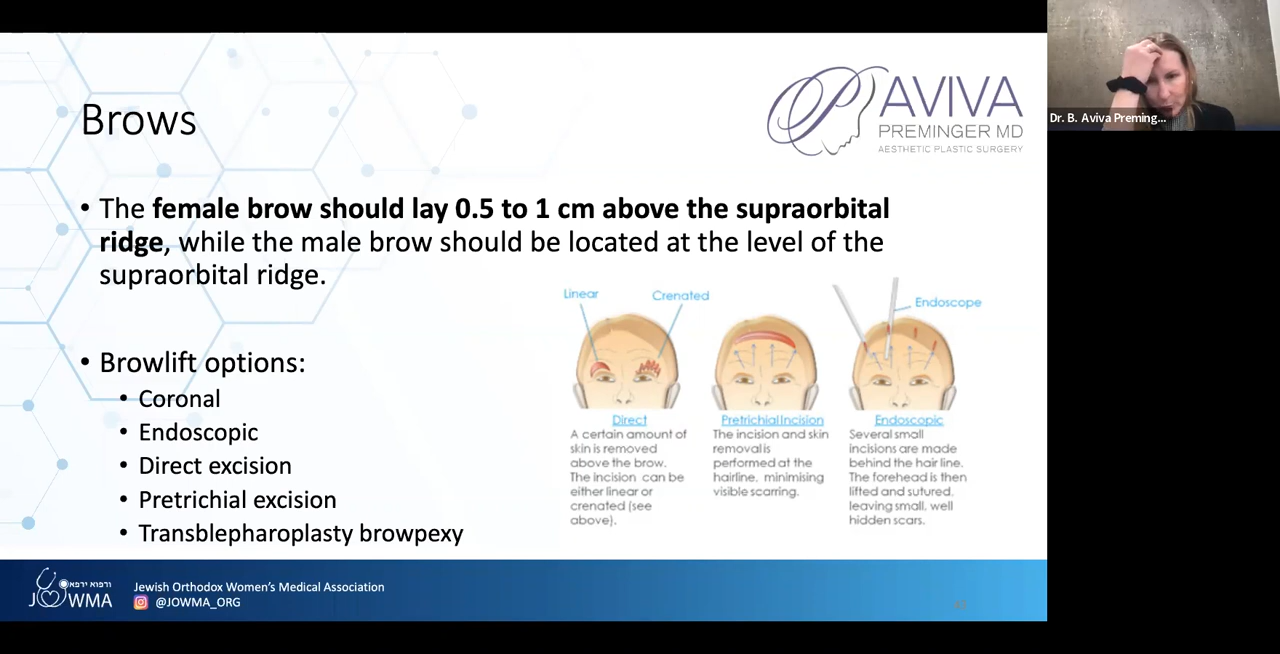 Brows
AVIVA
PREMINGER MD
AESTHETIC PLASTIC SURGERY
Dr. B. Aviva Preming...
• The female brow should lay 0.5 to 1 cm above the supraorbital
ridge, while the male brow should be located at the level of the
supraorbital ridge.
Linear
Crenated
Endoscope
• Browlift options:
• Coronal
• Endoscopic
• Direct excision
• Pretrichial excision
• Transblepharoplasty browpexy
Direct
A certain amount of
skin is removed
above the brow.
The incision can be
either linear or
crenated (see
above).
Pretrichial Incision
The incision and skin
removal is
performed at the
hairline, minimising
visible scarring.
Endoscopic
Several small
incisions are made
behind the hair line.
The forehead is then
lifted and sutured,
leaving small, well
hidden scars.
ורפוא ירפא
JOWMA
Jewish Orthodox Women's Medical Association
@JOWMA_ORG